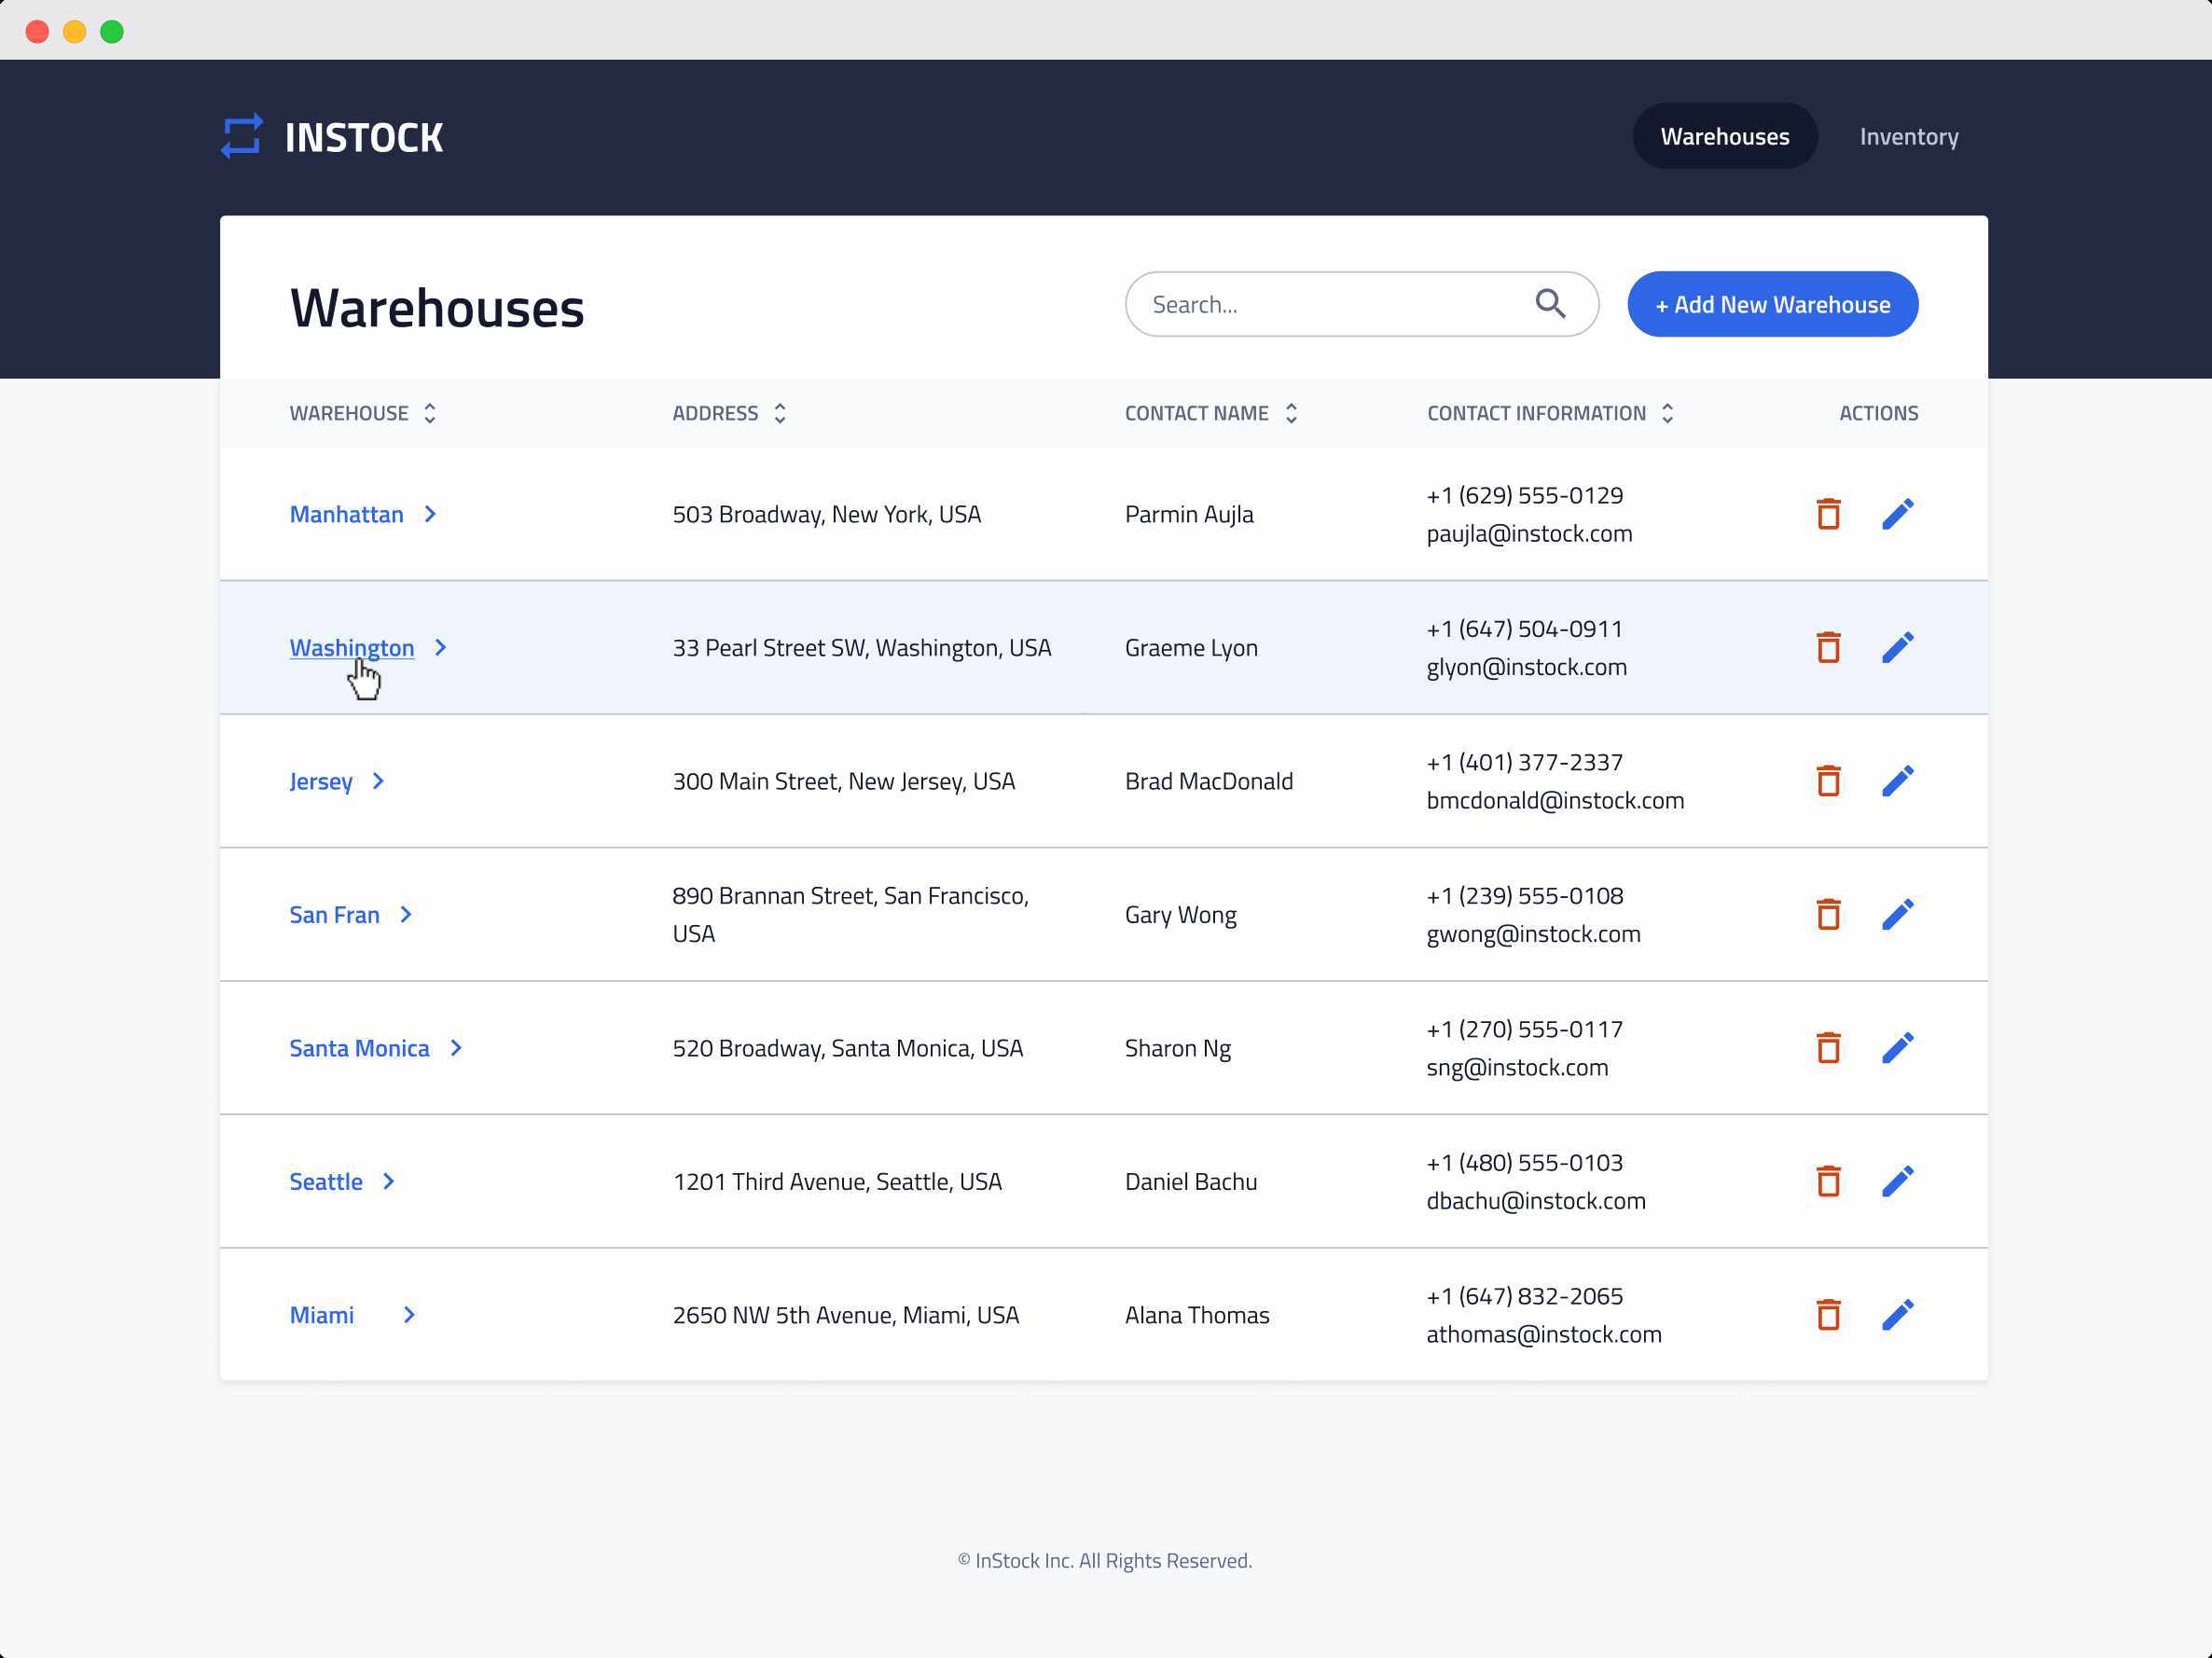 INSTOCK
Warehouses Inventory
Warehouses
Search...
+ Add New Warehouse
WAREHOUSE ADDRESS CONTACT NAME CONTACT INFORMATION ACTIONS
Manhattan 503 Broadway, New York, USA Parmin Aujla +1 (629) 555-0129
paujla@instock.com
Washington 33 Pearl Street SW, Washington, USA Graeme Lyon +1 (647) 504-0911
glyon@instock.com
Jersey 300 Main Street, New Jersey, USA Brad MacDonald +1 (401) 377-2337
bmcdonald@instock.com
San Fran 890 Brannan Street, San Francisco,
USA Gary Wong +1 (239) 555-0108
gwong@instock.com
Santa Monica 520 Broadway, Santa Monica, USA Sharon Ng +1 (270) 555-0117
sng@instock.com
Seattle 1201 Third Avenue, Seattle, USA Daniel Bachu +1 (480) 555-0103
dbachu@instock.com
Miami 2650 NW 5th Avenue, Miami, USA Alana Thomas +1 (647) 832-2065
athomas@instock.com
© InStock Inc. All Rights Reserved.